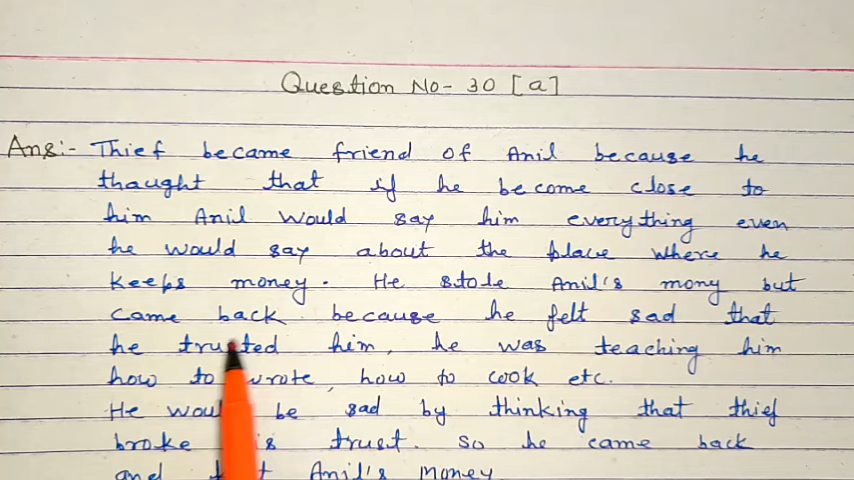 Question No- 30 [a]
Ans:- Thief became friend of Anil because he
thought that if he become close to
him Anil would say him everything even
he would say about the place where he
keeps money. He stole Anil's mony but
came back because he felt sad that
he trusted him, he was teaching him
how to wrote, how to cook etc.
He be sad by thinking that thief
broke trust. so he came back
and Anil's money